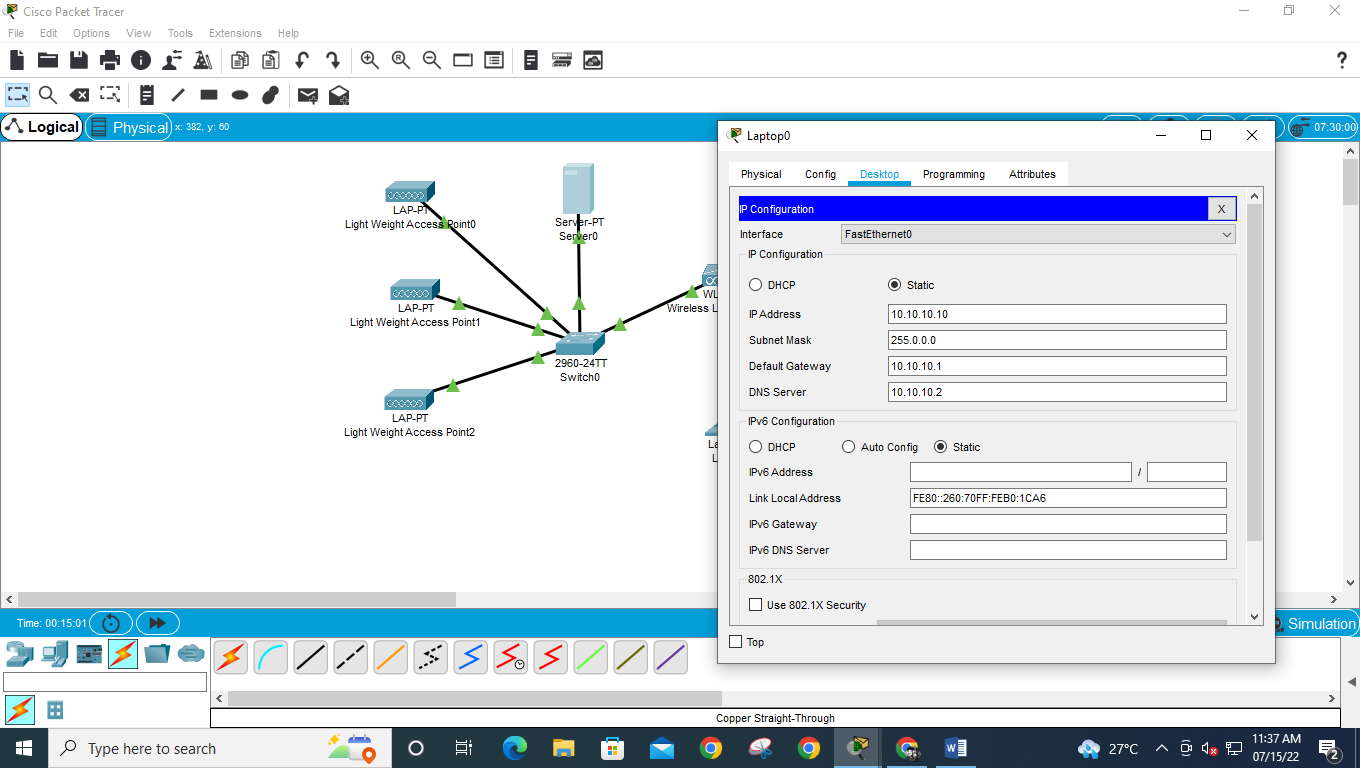 Cisco Packet Tracer
File Edit Options View Tools Extensions Help
Logical
Physical
x: 382, y: 60
07:30:00
LAP-PT
Light Weight Access Point0
Server-PT
Server0
LAP-PT
Light Weight Access Point1
WL
Wireless L
2960-24TT
Switch0
LAP-PT
Light Weight Access Point2
La
L
Laptop0
Physical Config Desktop Programming Attributes
IP Configuration X
Interface FastEthernet0
IP Configuration
DHCP Static
IP Address 10.10.10.10
Subnet Mask 255.0.0.0
Default Gateway 10.10.10.1
DNS Server 10.10.10.2
IPv6 Configuration
DHCP Auto Config Static
IPv6 Address /
Link Local Address FE80::260:70FF:FEB0:1CA6
IPv6 Gateway
IPv6 DNS Server
802.1X
Use 802.1X Security
Top
Time: 00:15:01
Simulation
Copper Straight-Through
Type here to search
27°C
11:37 AM
07/15/22
2